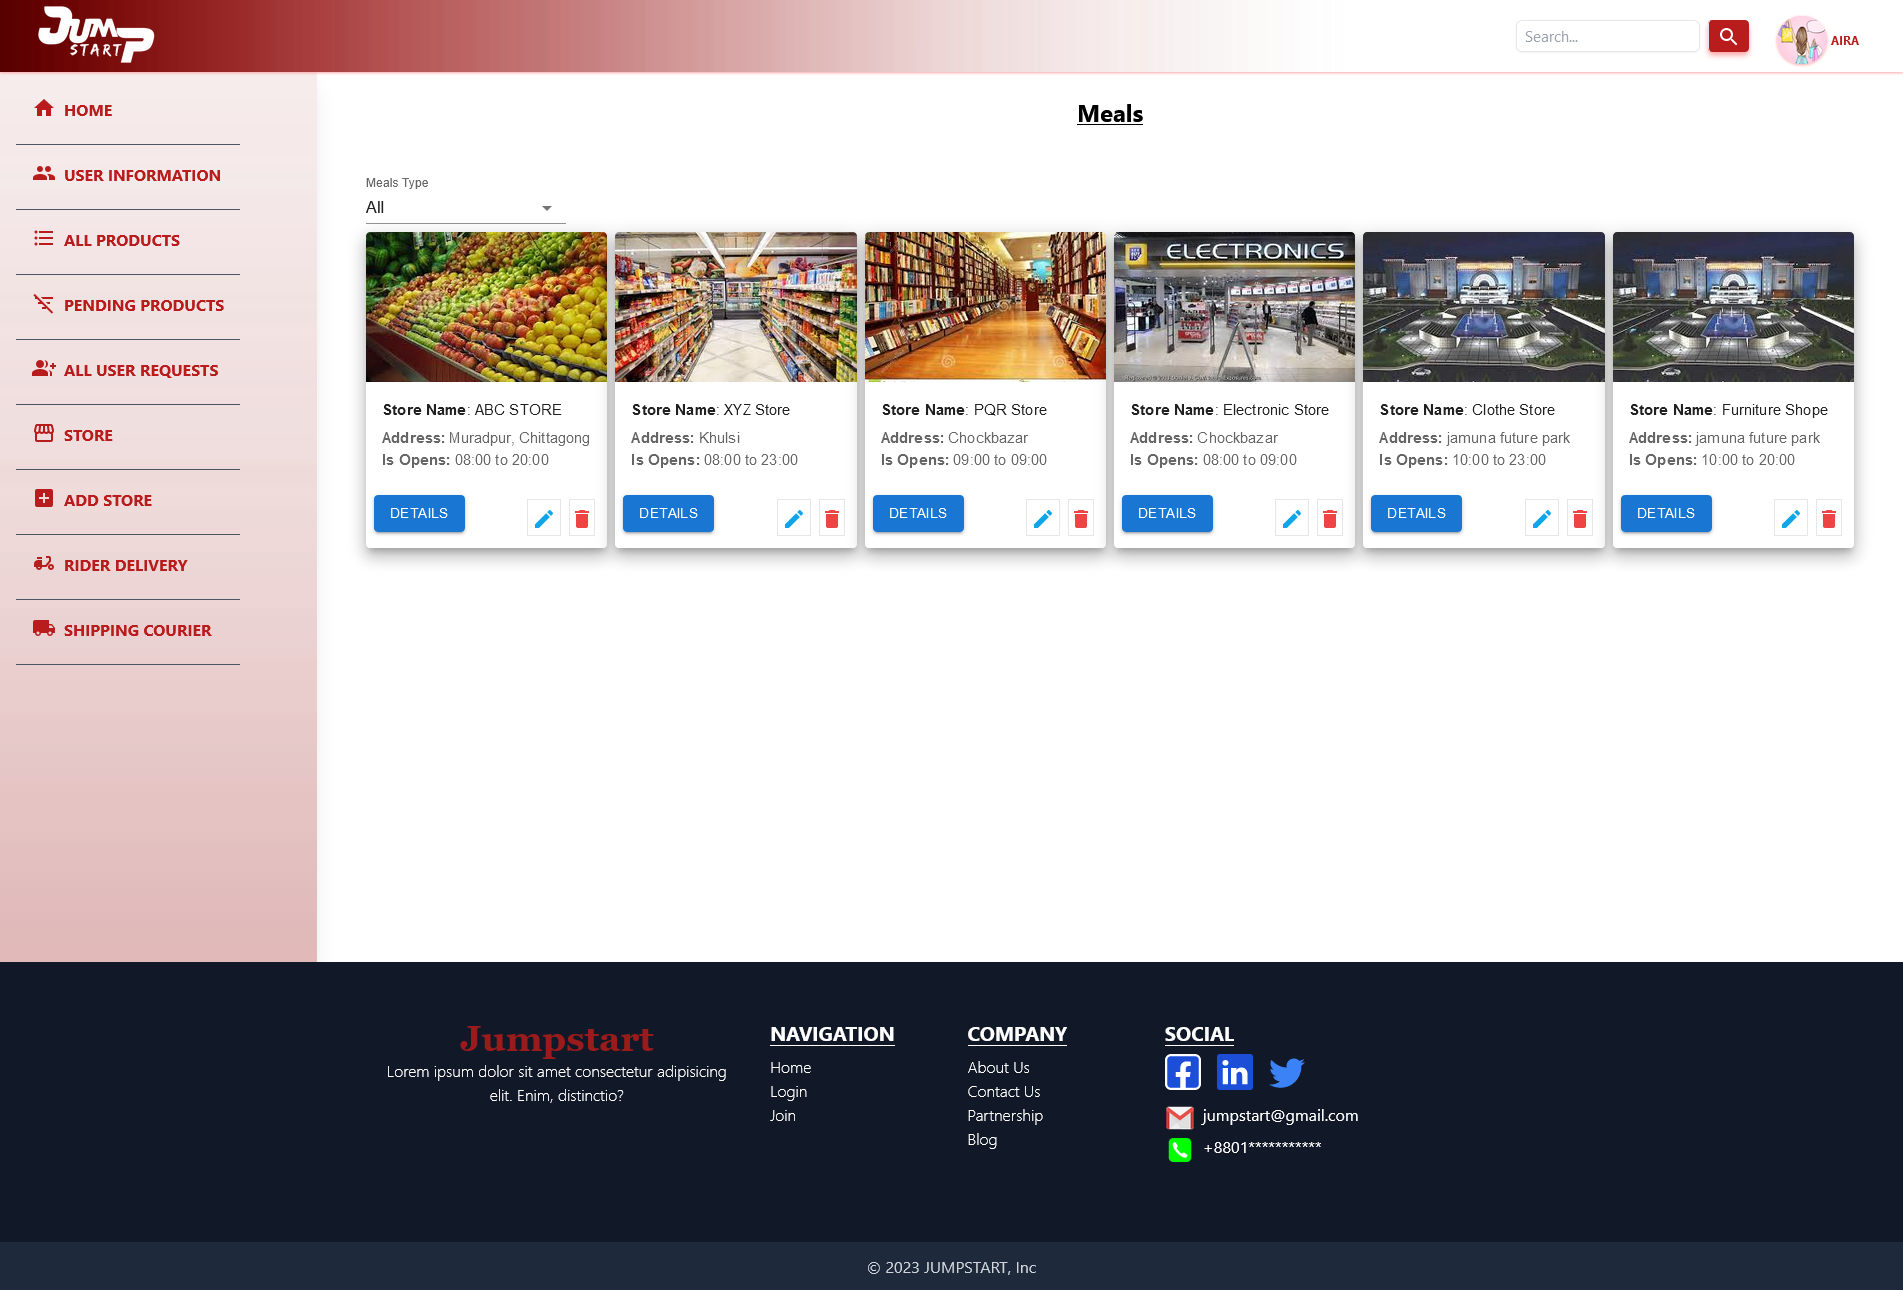 JUMP
START
Search...
AIRA
HOME
USER INFORMATION
ALL PRODUCTS
PENDING PRODUCTS
ALL USER REQUESTS
STORE
ADD STORE
RIDER DELIVERY
SHIPPING COURIER
Meals
Meals Type
All
ELECTRONICS
Store Name: ABC STORE
Address: Muradpur, Chittagong
Is Opens: 08:00 to 20:00
DETAILS
Store Name: XYZ Store
Address: Khulsi
Is Opens: 08:00 to 23:00
DETAILS
Store Name: PQR Store
Address: Chockbazar
Is Opens: 09:00 to 09:00
DETAILS
Store Name: Electronic Store
Address: Chockbazar
Is Opens: 08:00 to 09:00
DETAILS
Store Name: Clothe Store
Address: jamuna future park
Is Opens: 10:00 to 23:00
DETAILS
Store Name: Furniture Shope
Address: jamuna future park
Is Opens: 10:00 to 20:00
DETAILS
Jumpstart
Lorem ipsum dolor sit amet consectetur adipisicing
elit. Enim, distinctio?
NAVIGATION
Home
Login
Join
COMPANY
About Us
Contact Us
Partnership
Blog
SOCIAL
jumpstart@gmail.com
+8801***********
© 2023 JUMPSTART, Inc